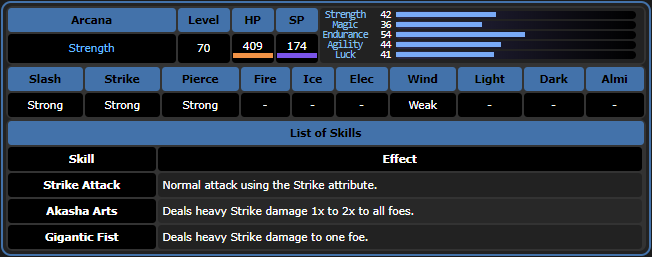 Arcana Level HP SP
Strength 70 409 174
Strength 42
Magic 36
Endurance 54
Agility 44
Luck 41
Slash Strike Pierce Fire Ice Elec Wind Light Dark Almi
Strong Strong Strong - - - Weak - - -
List of Skills
Skill Effect
Strike Attack Normal attack using the Strike attribute.
Akasha Arts Deals heavy Strike damage 1x to 2x to all foes.
Gigantic Fist Deals heavy Strike damage to one foe.